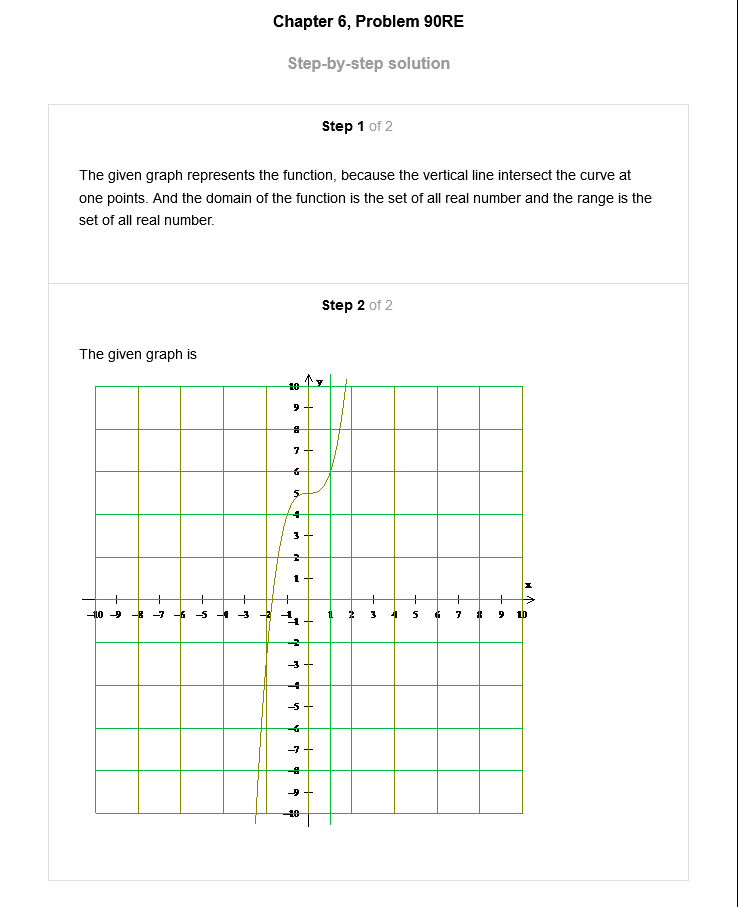 Chapter 6, Problem 90RE
Step-by-step solution
Step 1 of 2
The given graph represents the function, because the vertical line intersect the curve at
one points. And the domain of the function is the set of all real number and the range is the
set of all real number.
Step 2 of 2
The given graph is
y
10
9
8
7
6
5
4
3
2
1
x
-10 -9 -8 -7 -6 -5 -4 -3 -2 -1 1 2 3 4 5 6 7 8 9 10
-1
-2
-3
-4
-5
-6
-7
-8
-9
-10